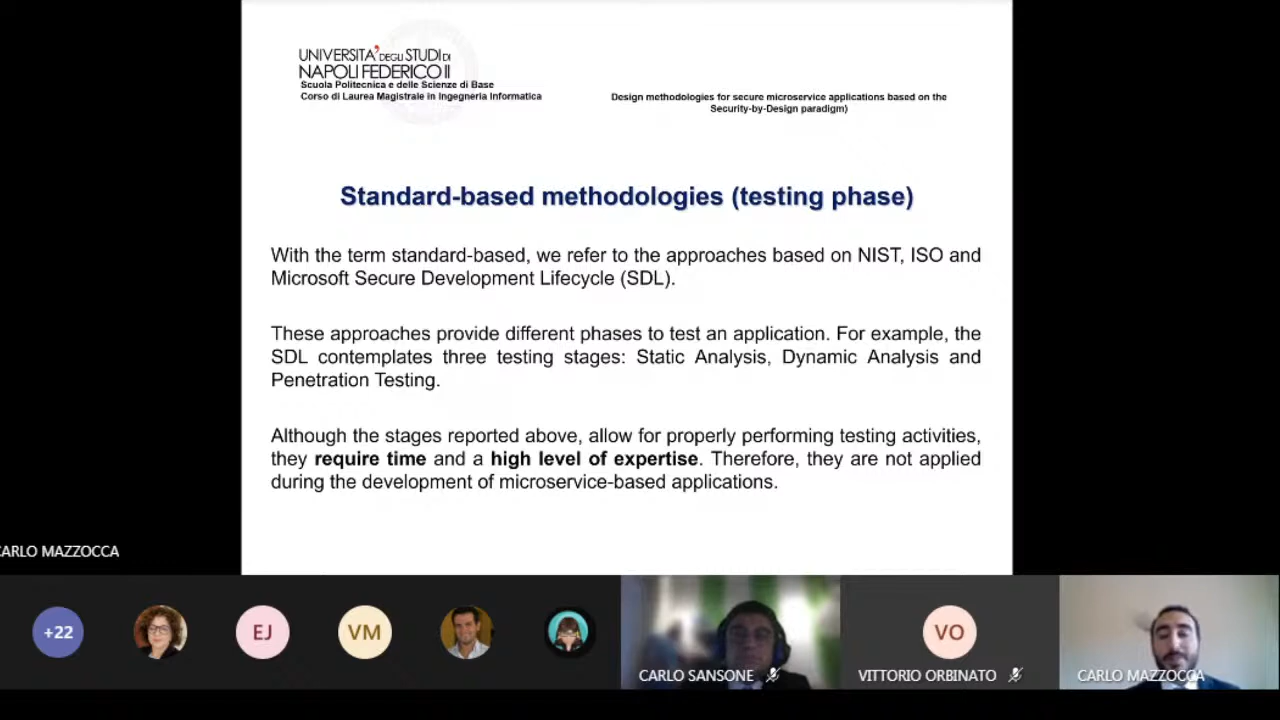 UNIVERSITA'DEGLI STUDI DI
NAPOLI FEDERICO II
Scuola Politecnica e delle Scienze di Base
Corso di Laurea Magistrale in Ingegneria Informatica
Design methodologies for secure microservice applications based on the
Security-by-Design paradigm)
Standard-based methodologies (testing phase)
With the term standard-based, we refer to the approaches based on NIST, ISO and
Microsoft Secure Development Lifecycle (SDL).
These approaches provide different phases to test an application. For example, the
SDL contemplates three testing stages: Static Analysis, Dynamic Analysis and
Penetration Testing.
Although the stages reported above, allow for properly performing testing activities,
they require time and a high level of expertise. Therefore, they are not applied
during the development of microservice-based applications.
CARLO MAZZOCCA
+22
EJ
VM
VO
CARLO SANSONE
VITTORIO ORBINATO
CARLO MAZZOCCA